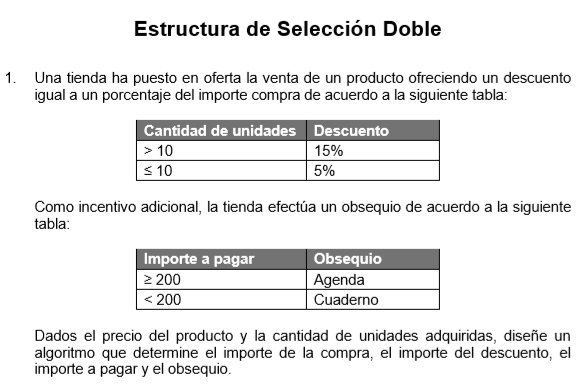 Estructura de Selección Doble
1. Una tienda ha puesto en oferta la venta de un producto ofreciendo un descuento
igual a un porcentaje del importe compra de acuerdo a la siguiente tabla:
Cantidad de unidades Descuento
> 10 15%
≤ 10 5%
Como incentivo adicional, la tienda efectúa un obsequio de acuerdo a la siguiente
tabla:
Importe a pagar Obsequio
≥ 200 Agenda
< 200 Cuaderno
Dados el precio del producto y la cantidad de unidades adquiridas, diseñe un
algoritmo que determine el importe de la compra, el importe del descuento, el
importe a pagar y el obsequio.